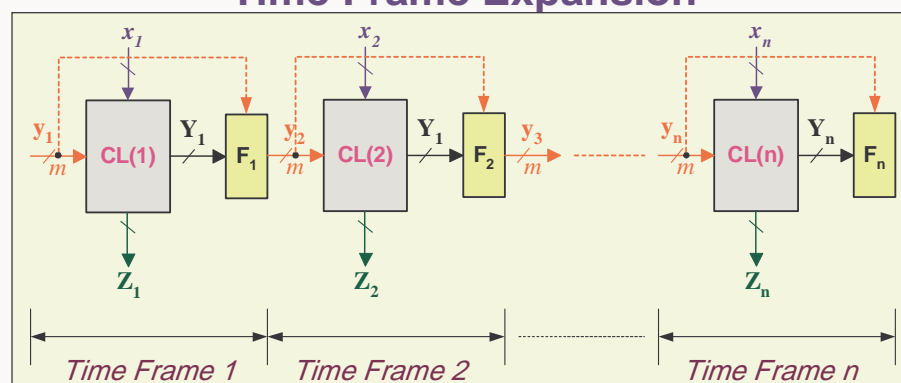 Time Frame Expansion
x1 x2 xn
y1 m CL(1) Y1 F1 y2 m CL(2) Y1 F2 y3 m yn m CL(n) Yn Fn
Z1 Z2 Zn
Time Frame 1 Time Frame 2 Time Frame n